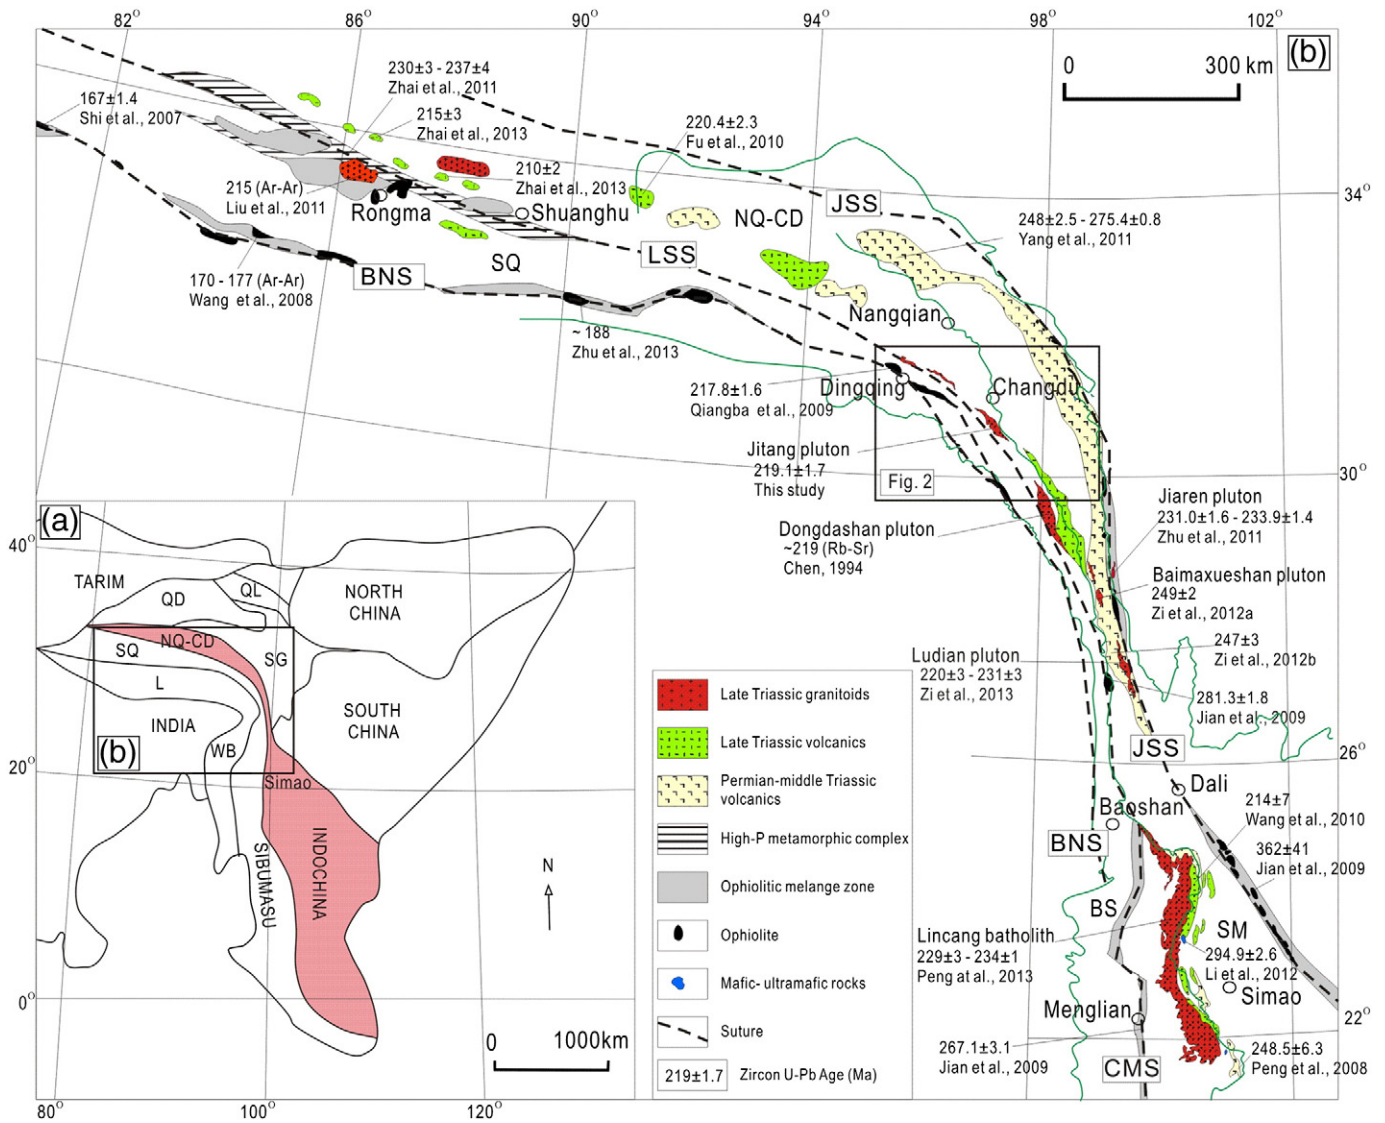 82°
86°
90°
94°
98°
102°
(b)
0 300 km
230±3 - 237±4
Zhai et al., 2011
167±1.4
Shi et al., 2007
215±3
Zhai et al., 2013
220.4±2.3
Fu et al., 2010
210±2
Zhai et al., 2013
215 (Ar-Ar)
Liu et al., 2011
Rongma
Shuanghu
NQ-CD
JSS
34°
248±2.5 - 275.4±0.8
Yang et al., 2011
LSS
SQ
BNS
170 - 177 (Ar-Ar)
Wang et al., 2008
~ 188
Zhu et al., 2013
Nangqian
Dingqing
Changdu
217.8±1.6
Qiangba et al., 2009
Jitang pluton
219.1±1.7
This study
Fig. 2
30°
Jiaren pluton
231.0±1.6 - 233.9±1.4
Zhu et al., 2011
Dongdashan pluton
~219 (Rb-Sr)
Chen, 1994
Baimaxueshan pluton
249±2
Zi et al., 2012a
247±3
Zi et al., 2012b
Ludian pluton
220±3 - 231±3
Zi et al., 2013
281.3±1.8
Jian et al., 2009
JSS
26°
Dali
Baoshan
214±7
Wang et al., 2010
BNS
362±41
Jian et al., 2009
BS
SM
Lincang batholith
229±3 - 234±1
Peng at al., 2013
294.9±2.6
Li et al., 2012
Simao
Menglian
22°
267.1±3.1
Jian et al., 2009
CMS
248.5±6.3
Peng et al., 2008
(a)
40°
TARIM
QD
QL
NORTH
CHINA
NQ-CD
SQ
SG
L
INDIA
SOUTH
CHINA
WB
(b)
20°
Simao
SIBUMASU
INDOCHINA
N
0°
0 1000km
80°
100°
120°
Late Triassic granitoids
Late Triassic volcanics
Permian-middle Triassic
volcanics
High-P metamorphic complex
Ophiolitic melange zone
Ophiolite
Mafic- ultramafic rocks
Suture
219±1.7 Zircon U-Pb Age (Ma)